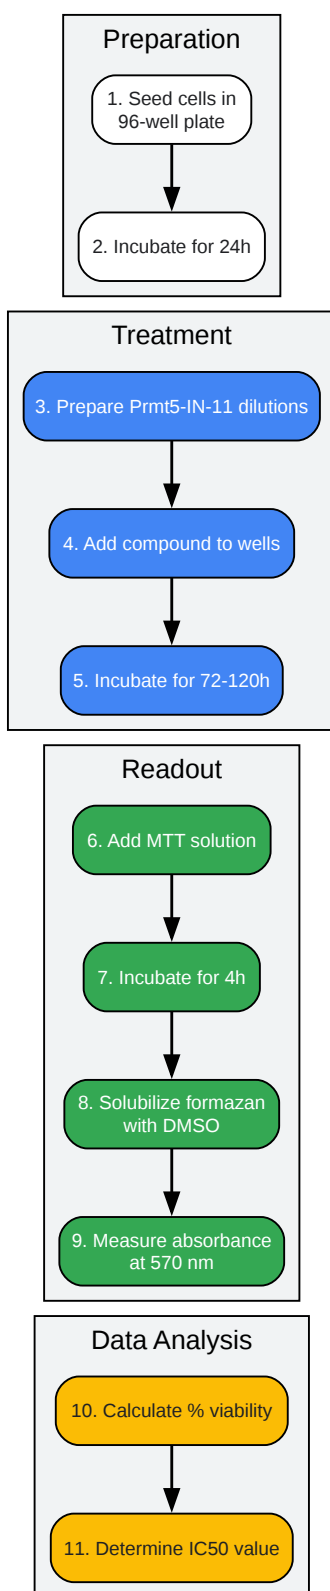 Preparation
1. Seed cells in
96-well plate
2. Incubate for 24h
Treatment
3. Prepare Prmt5-IN-11 dilutions
4. Add compound to wells
5. Incubate for 72-120h
Readout
6. Add MTT solution
7. Incubate for 4h
8. Solubilize formazan
with DMSO
9. Measure absorbance
at 570 nm
Data Analysis
10. Calculate % viability
11. Determine IC50 value